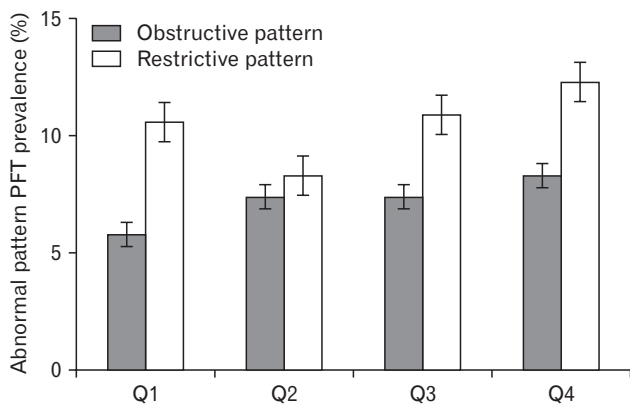 Abnormal pattern PFT prevalence (%)
15
10
5
0
Obstructive pattern
Restrictive pattern
Q1 Q2 Q3 Q4